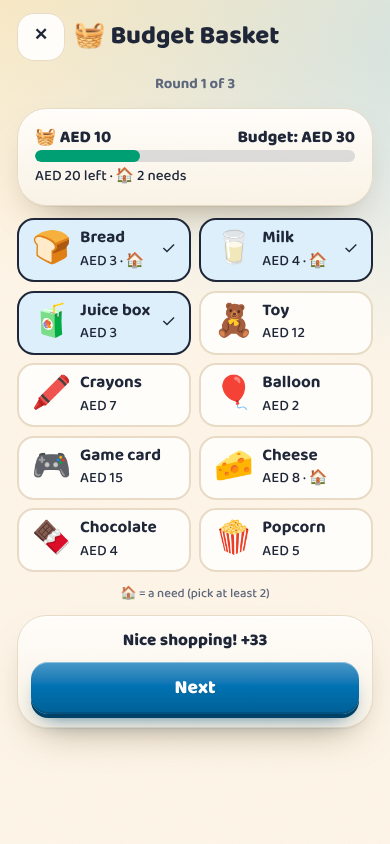 ✕ 🧺 Budget Basket
Round 1 of 3
🧺 AED 10 Budget: AED 30
AED 20 left · 🏠 2 needs
Bread
AED 3 · 🏠
✓
Milk
AED 4 · 🏠
✓
Juice box
AED 3
✓
Toy
AED 12
Crayons
AED 7
Balloon
AED 2
Game card
AED 15
Cheese
AED 8 · 🏠
Chocolate
AED 4
Popcorn
AED 5
🏠 = a need (pick at least 2)
Nice shopping! +33
Next